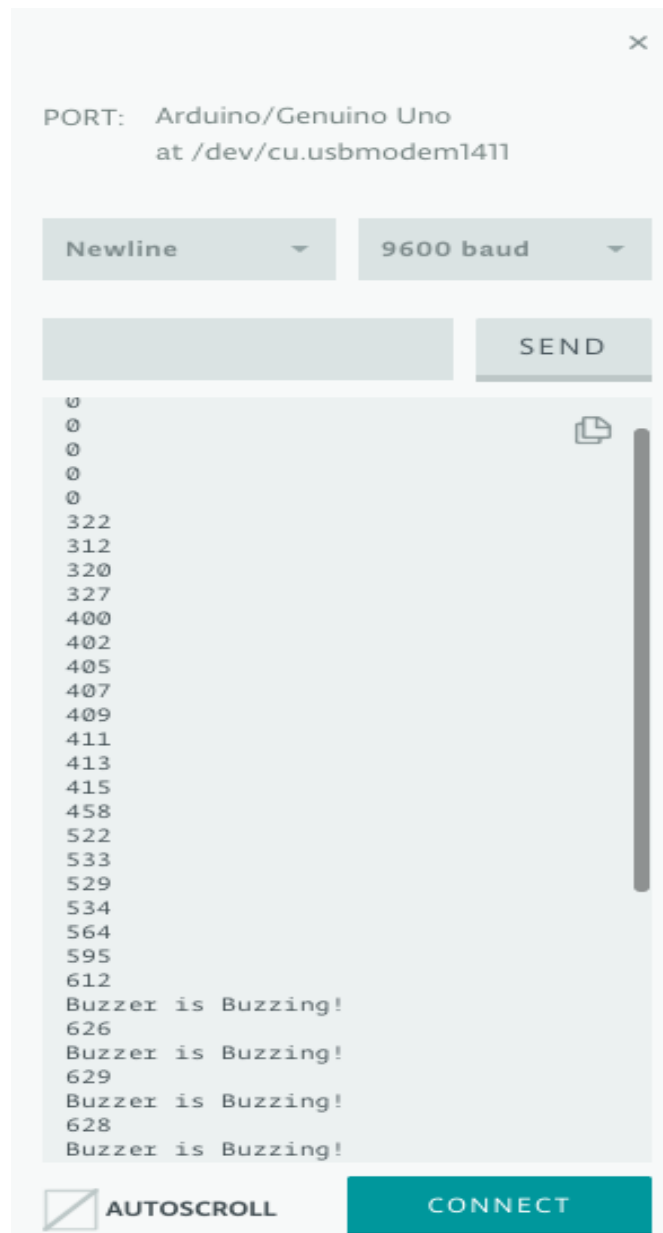 ×
PORT: Arduino/Genuino Uno
at /dev/cu.usbmodem1411
Newline
9600 baud
SEND
0
0
0
0
0
322
312
320
327
400
402
405
407
409
411
413
415
458
522
533
529
534
564
595
612
Buzzer is Buzzing!
626
Buzzer is Buzzing!
629
Buzzer is Buzzing!
628
Buzzer is Buzzing!
AUTOSCROLL
CONNECT